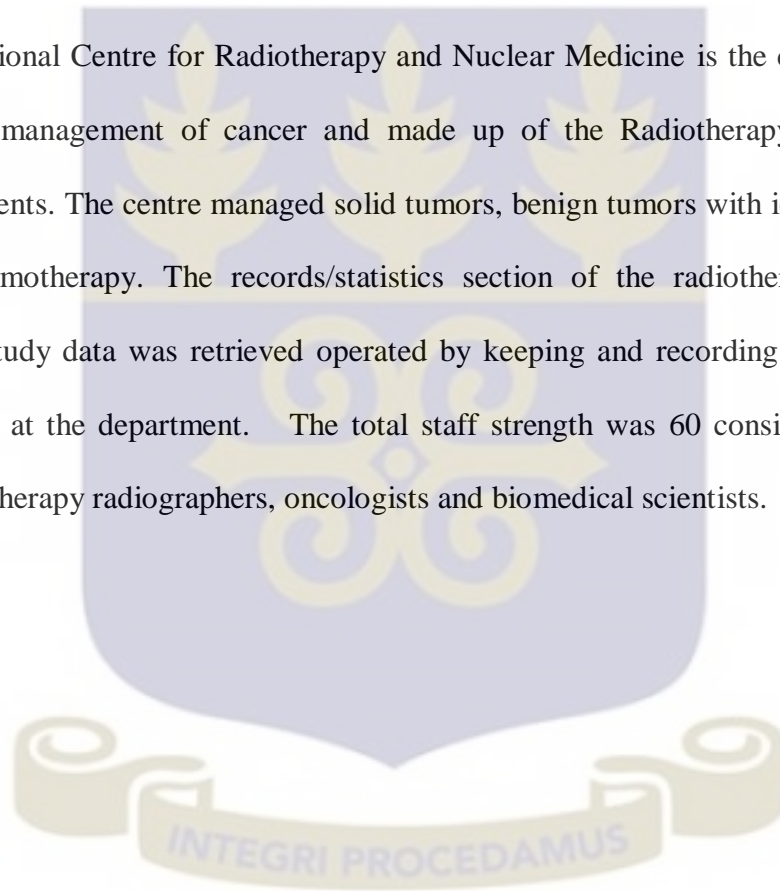 ional Centre for Radiotherapy and Nuclear Medicine is the
management of cancer and made up of the Radiotherapy
ents. The centre managed solid tumors, benign tumors with
motherapy. The records/statistics section of the
tudy data was retrieved operated by keeping and recording
at the department. The total staff strength was 60
herapy radiographers, oncologists and biomedical scientists.
INTEGRI PROCEDAMUS